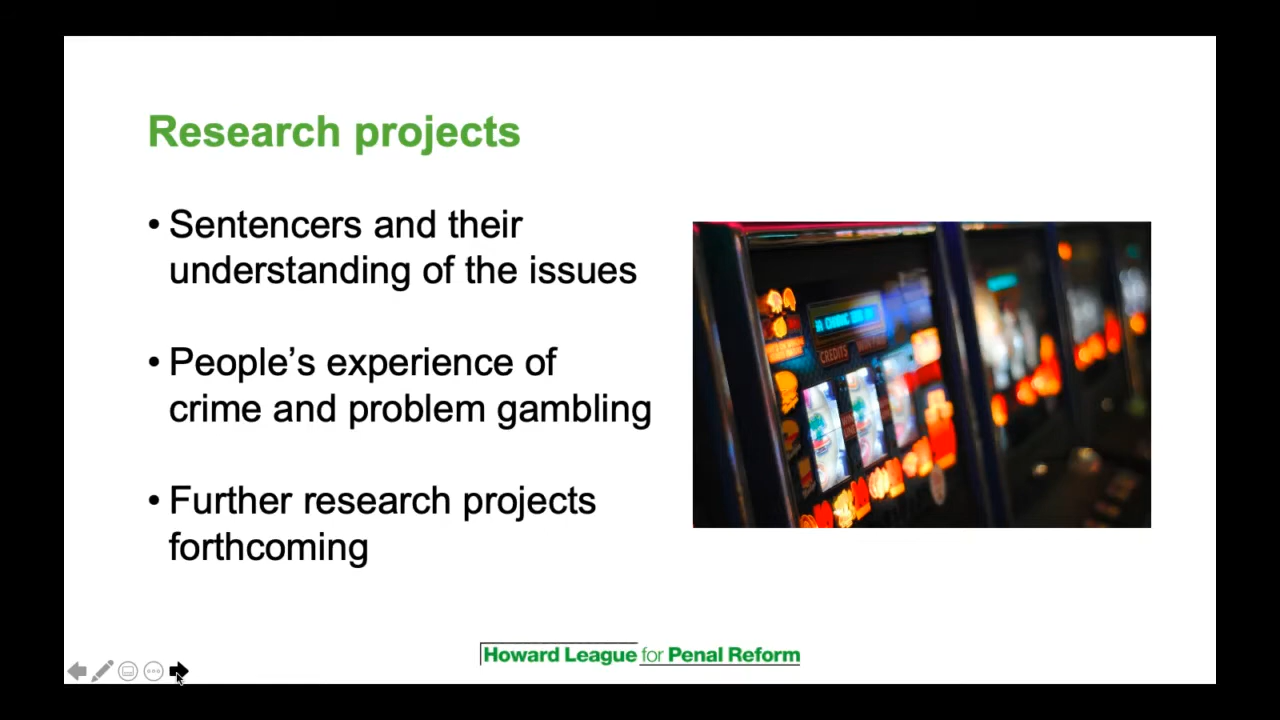 Research projects
• Sentencers and their
understanding of the issues
• People’s experience of
crime and problem gambling
• Further research projects
forthcoming
CREDITS
Howard League for Penal Reform